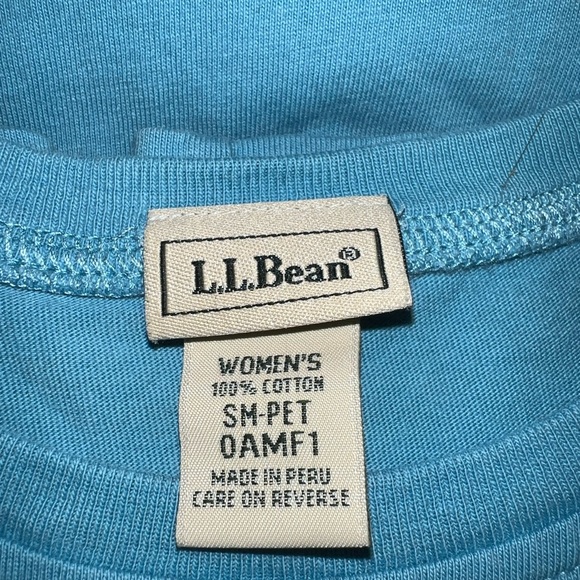 L.L.Bean®
WOMEN'S
100% COTTON
SM-PET
0AMF1
MADE IN PERU
CARE ON REVERSE